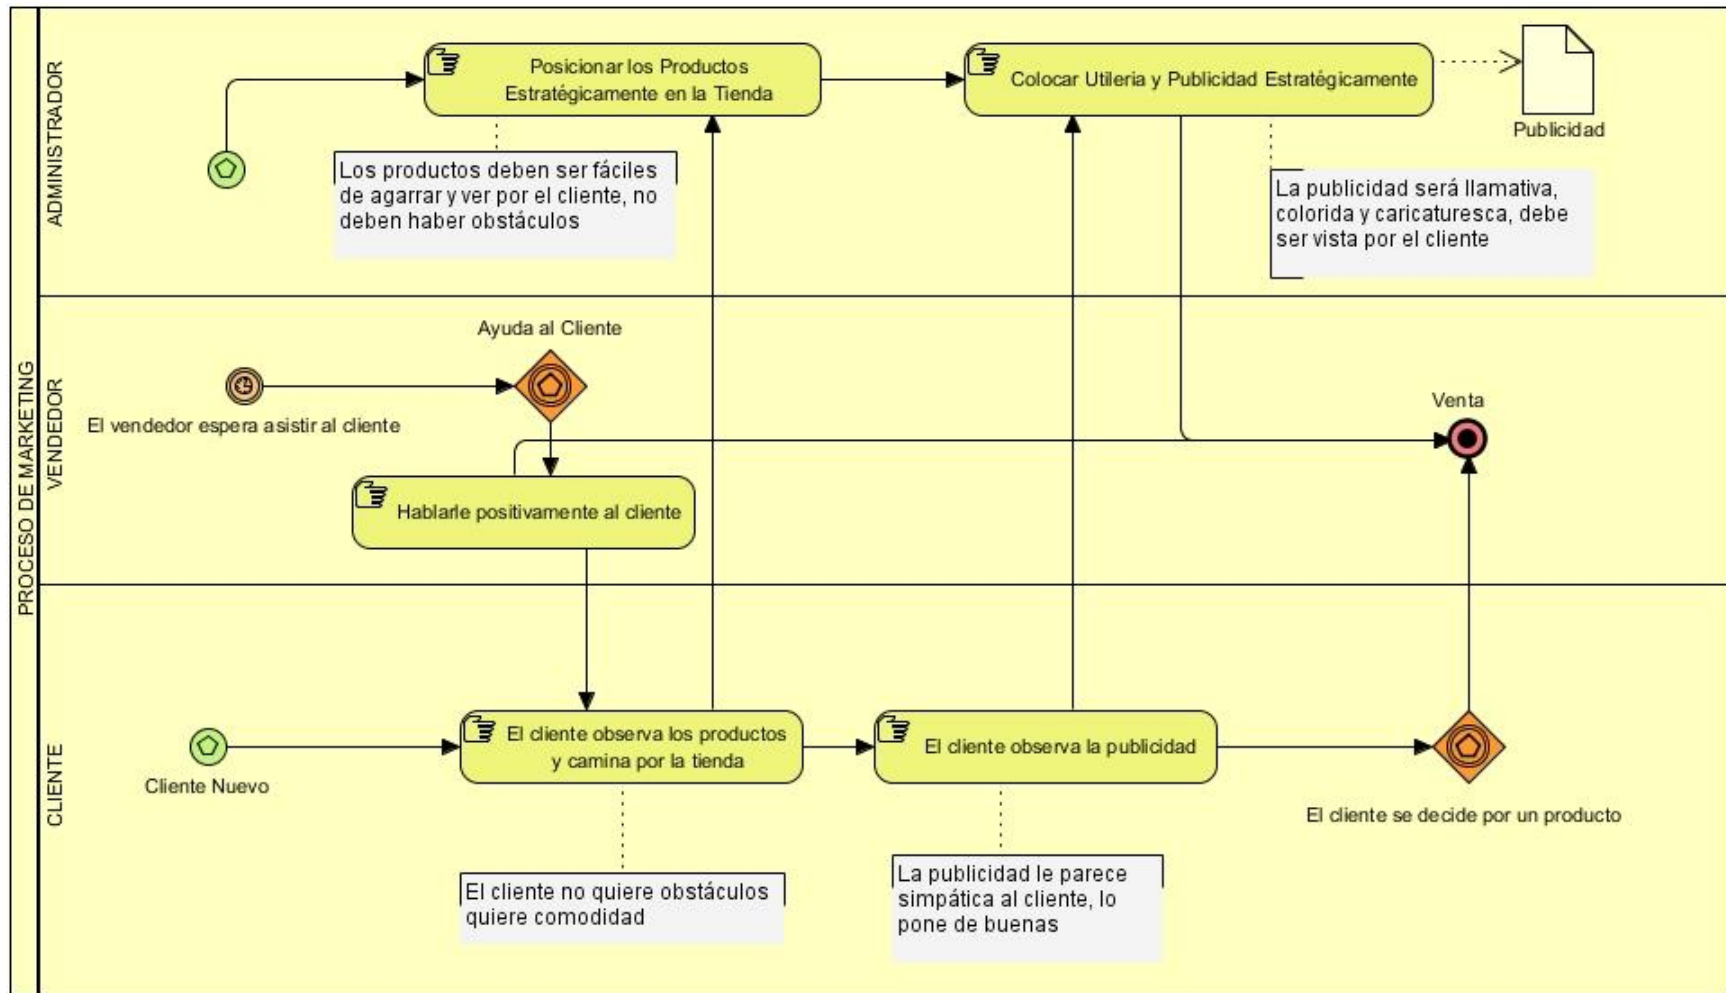 PROCESO DE MARKETING
ADMINISTRADOR
Posicionar los Productos
Estratégicamente en la Tienda
Colocar Utileria y Publicidad Estratégicamente
Publicidad
Los productos deben ser fáciles
de agarrar y ver por el cliente, no
deben haber obstáculos
La publicidad será llamativa,
colorida y caricaturesca, debe
ser vista por el cliente
VENDEDOR
Ayuda al Cliente
El vendedor espera asistir al cliente
Venta
Hablarle positivamente al cliente
CLIENTE
Cliente Nuevo
El cliente observa los productos
y camina por la tienda
El cliente observa la publicidad
El cliente se decide por un producto
El cliente no quiere obstáculos
quiere comodidad
La publicidad le parece
simpática al cliente, lo
pone de buenas